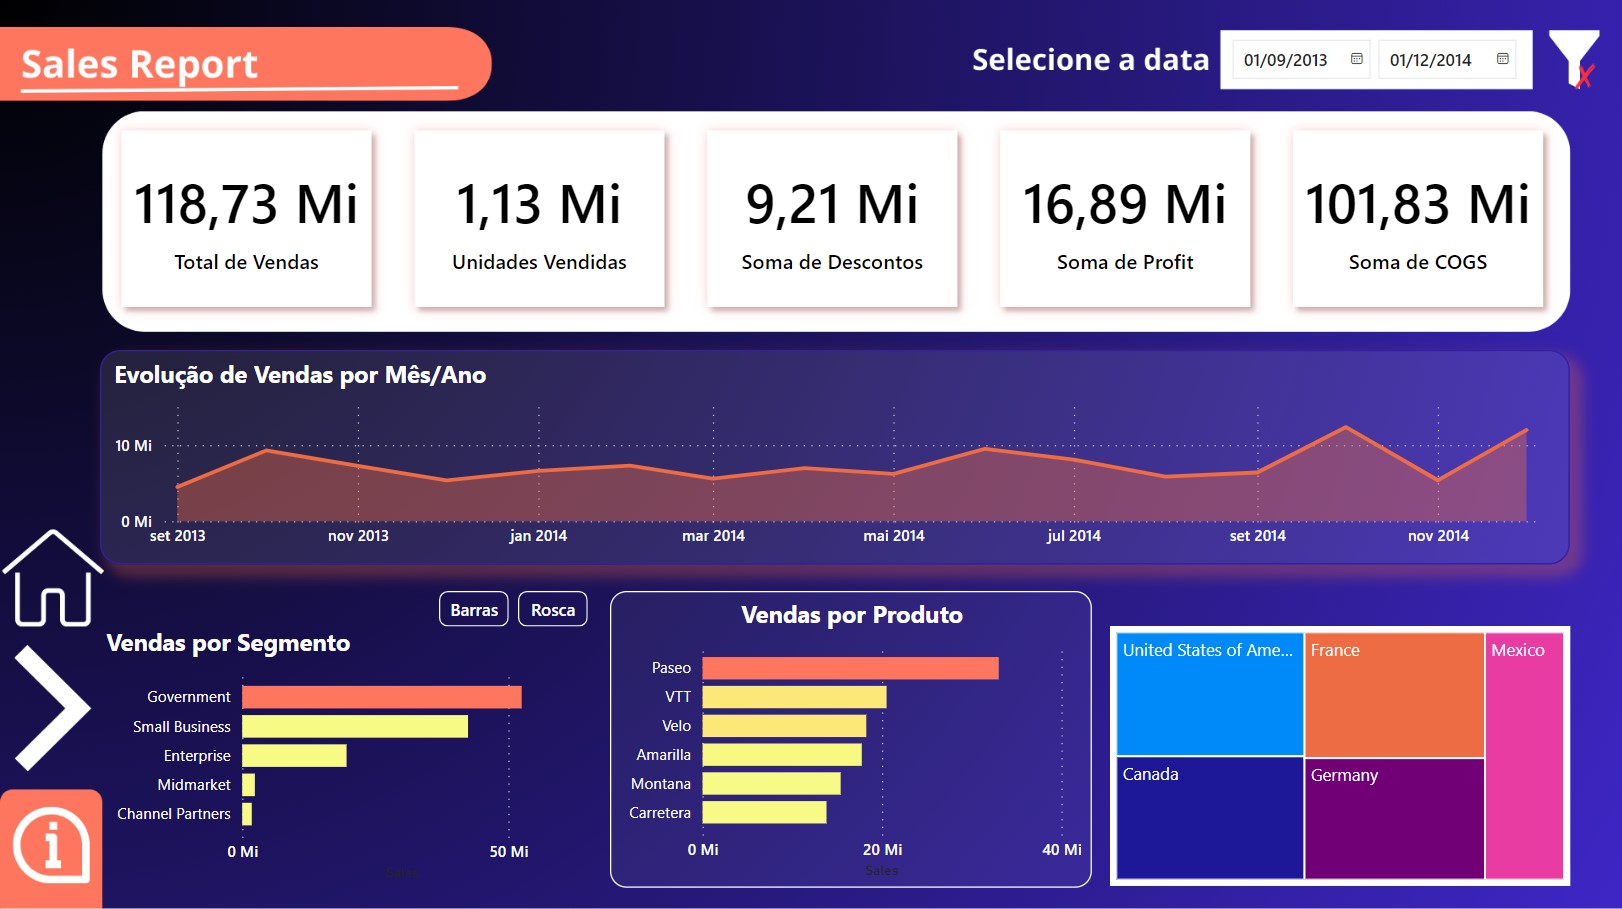 Sales Report
Selecione a data
01/09/2013
01/12/2014
118,73 Mi
Total de Vendas
1,13 Mi
Unidades Vendidas
9,21 Mi
Soma de Descontos
16,89 Mi
Soma de Profit
101,83 Mi
Soma de COGS
Evolução de Vendas por Mês/Ano
10 Mi
0 Mi
set 2013
nov 2013
jan 2014
mar 2014
mai 2014
jul 2014
set 2014
nov 2014
Barras
Rosca
Vendas por Segmento
Government
Small Business
Enterprise
Midmarket
Channel Partners
0 Mi
50 Mi
Vendas por Produto
Paseo
VTT
Velo
Amarilla
Montana
Carretera
0 Mi
20 Mi
40 Mi
Sales
United States of Ame...
France
Mexico
Canada
Germany